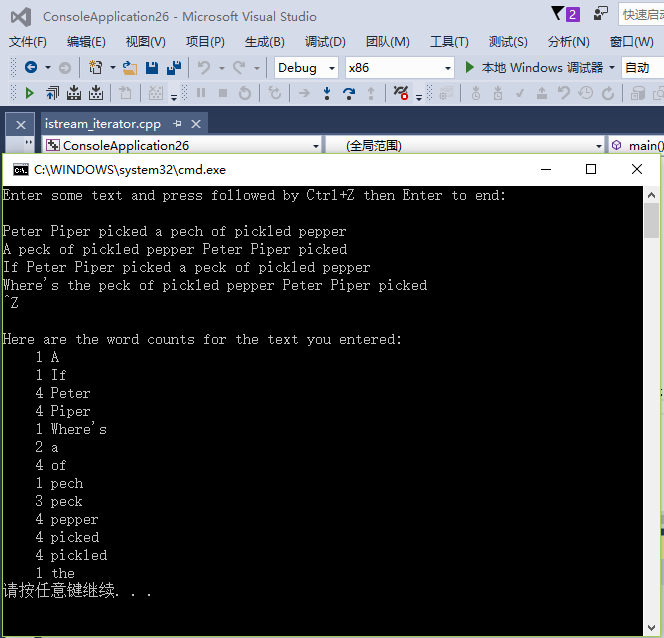 ConsoleApplication26 - Microsoft Visual Studio
2
快速启
文件(F) 编辑(E) 视图(V) 项目(P) 生成(B) 调试(D) 团队(M) 工具(T) 测试(S) 分析(N) 窗口(W)
Debug x86 本地 Windows 调试器 自动
istream_iterator.cpp
ConsoleApplication26 (全局范围) main()
C:\WINDOWS\system32\cmd.exe
Enter some text and press followed by Ctrl+Z then Enter to end:
Peter Piper picked a pech of pickled pepper
A peck of pickled pepper Peter Piper picked
If Peter Piper picked a peck of pickled pepper
Where's the peck of pickled pepper Peter Piper picked
^Z
Here are the word counts for the text you entered:
1 A
1 If
4 Peter
4 Piper
1 Where's
2 a
4 of
1 pech
3 peck
4 pepper
4 picked
4 pickled
1 the
请按任意键继续. . .